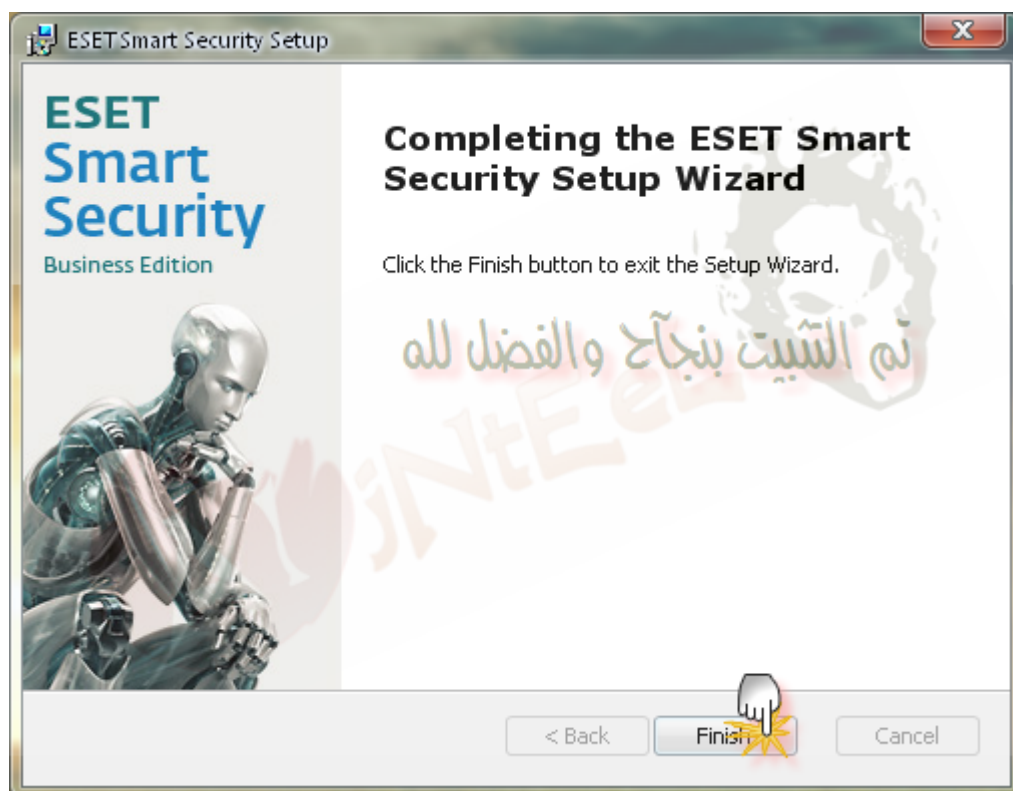 ESET Smart Security Setup
ESET
Smart
Security
Business Edition
Completing the ESET Smart
Security Setup Wizard
Click the Finish button to exit the Setup Wizard.
تم التثبيت بنجآح والفضل لله
< Back
Finish
Cancel